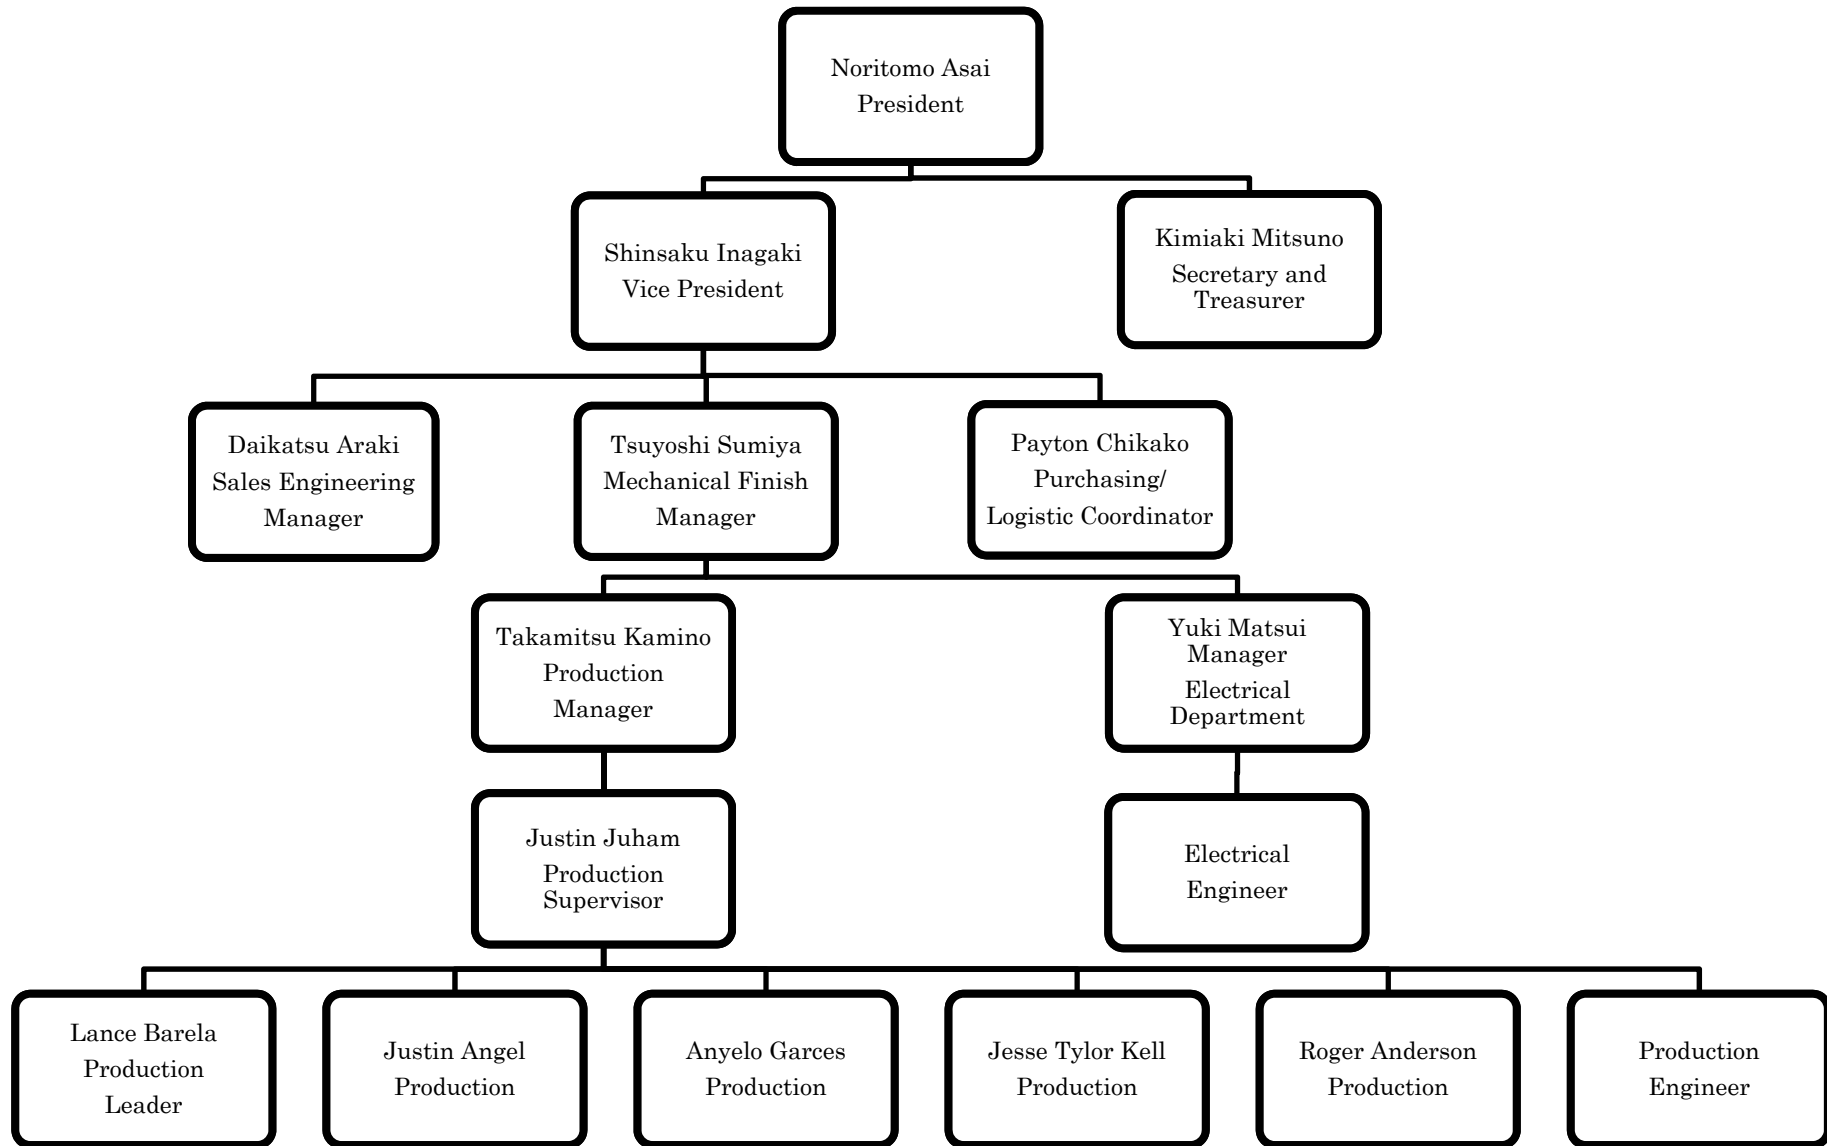 Noritomo Asai
President
Shinsaku Inagaki
Vice President
Kimiaki Mitsuno
Secretary and
Treasurer
Daikatsu Araki
Sales Engineering
Manager
Tsuyoshi Sumiya
Mechanical Finish
Manager
Payton Chikako
Purchasing/
Logistic Coordinator
Takamitsu Kamino
Production
Manager
Yuki Matsui
Manager
Electrical
Department
Justin Juham
Production
Supervisor
Electrical
Engineer
Lance Barela
Production
Leader
Justin Angel
Production
Anyelo Garces
Production
Jesse Tylor Kell
Production
Roger Anderson
Production
Production
Engineer